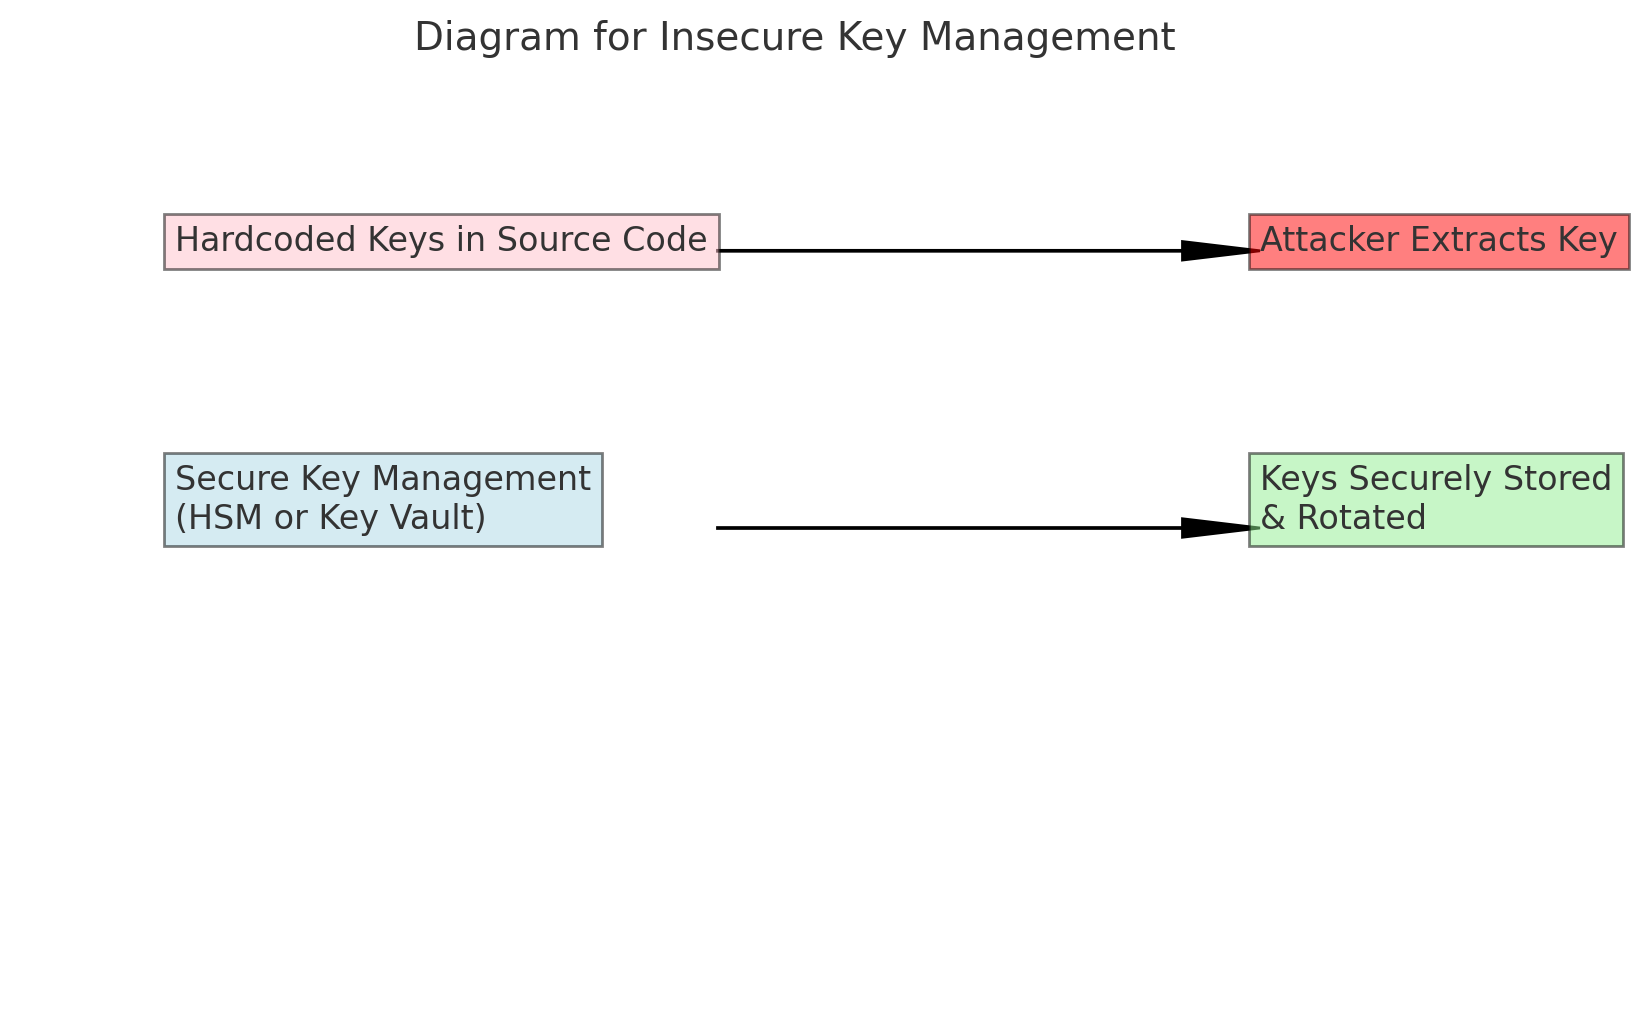 Diagram for Insecure Key Management
Hardcoded Keys in Source Code
Attacker Extracts Key
Secure Key Management
(HSM or Key Vault)
Keys Securely Stored
& Rotated